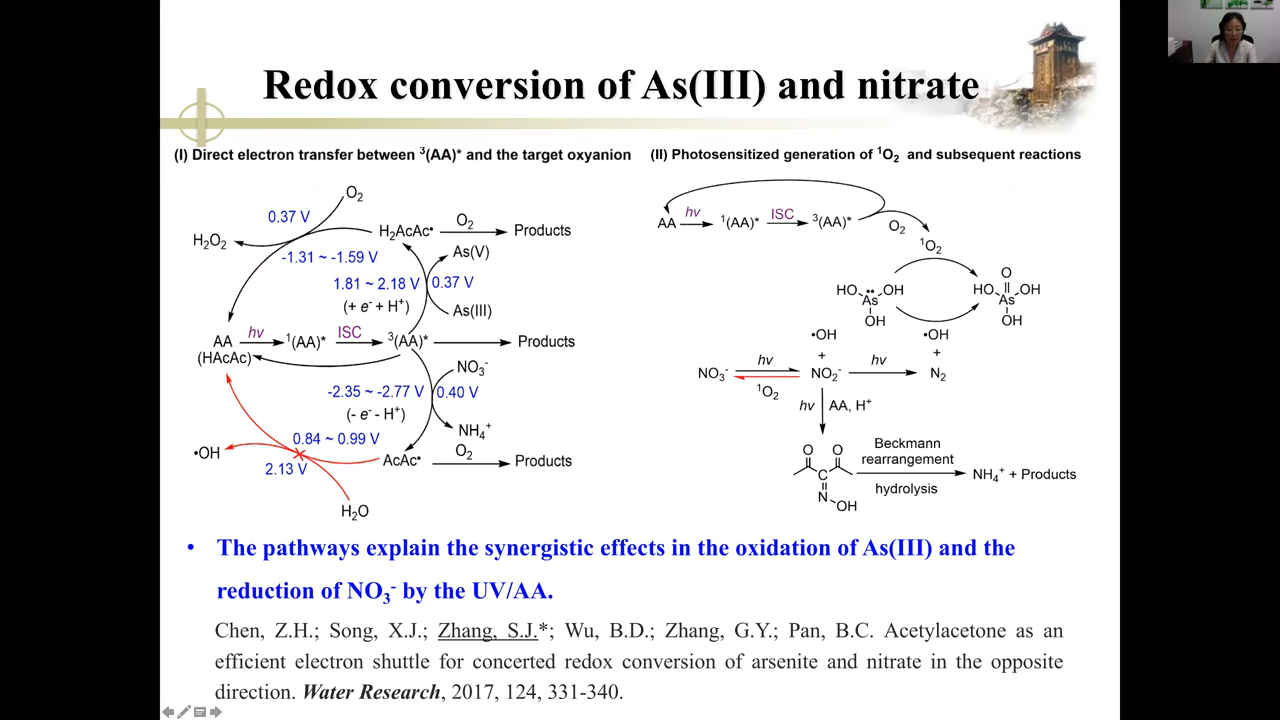 Redox conversion of As(III) and nitrate
(I) Direct electron transfer between ³(AA)* and the target oxyanion
O₂
0.37 V
H₂O₂
H₂AcAc•
O₂
Products
-1.31 ~ -1.59 V
As(V)
1.81 ~ 2.18 V
0.37 V
(+ e⁻ + H⁺)
As(III)
AA
(HAcAc)
hv
¹(AA)*
ISC
³(AA)*
Products
NO₃⁻
-2.35 ~ -2.77 V
0.40 V
(- e⁻ - H⁺)
NH₄⁺
0.84 ~ 0.99 V
•OH
2.13 V
AcAc•
O₂
Products
H₂O
(II) Photosensitized generation of ¹O₂ and subsequent reactions
AA
hv
¹(AA)*
ISC
³(AA)*
O₂
¹O₂
HO
As
OH
OH
O
HO
As
OH
OH
•OH
+
NO₃⁻
hv
¹O₂
NO₂⁻
hv
•OH
+
N₂
hv
AA, H⁺
O
O
C
N
OH
Beckmann
rearrangement
hydrolysis
NH₄⁺ + Products
• The pathways explain the synergistic effects in the oxidation of As(III) and the
reduction of NO₃⁻ by the UV/AA.
Chen, Z.H.; Song, X.J.; Zhang, S.J.*; Wu, B.D.; Zhang, G.Y.; Pan, B.C. Acetylacetone as an
efficient electron shuttle for concerted redox conversion of arsenite and nitrate in the opposite
direction. Water Research, 2017, 124, 331-340.